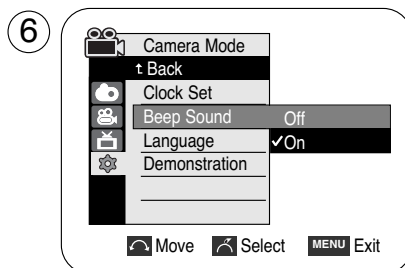 6
Camera Mode
Back
Clock Set
Beep Sound Off
Language ✓On
Demonstration
Move Select MENU Exit